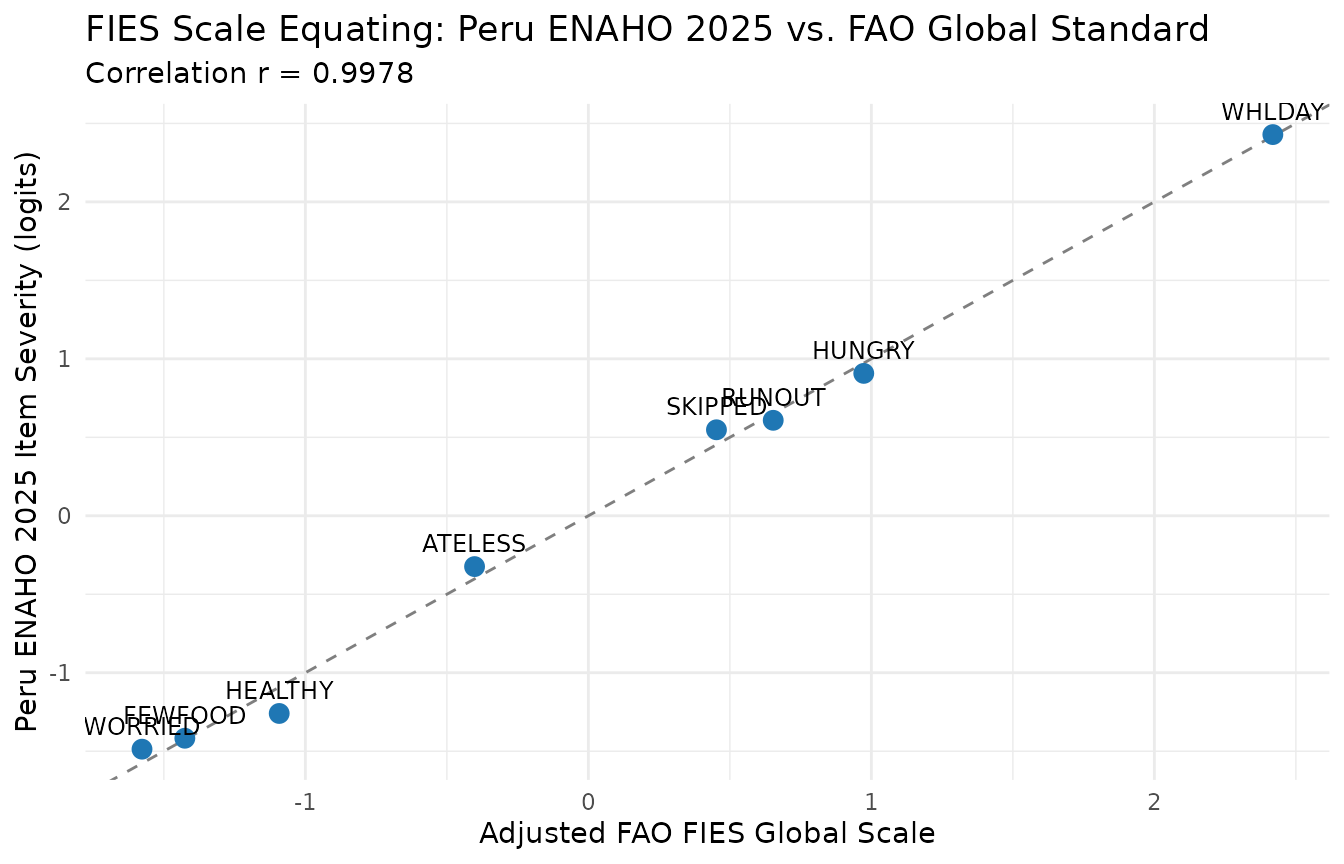 FIES Scale Equating: Peru ENAHO 2025 vs. FAO Global Standard
Correlation r = 0.9978
Peru ENAHO 2025 Item Severity (logits)
2
1
0
-1
WHLDAY
HUNGRY
RUNOUT
SKIPPED
ATELESS
HEALTHY
FEWFOOD
WORRIED
-1 0 1 2
Adjusted FAO FIES Global Scale